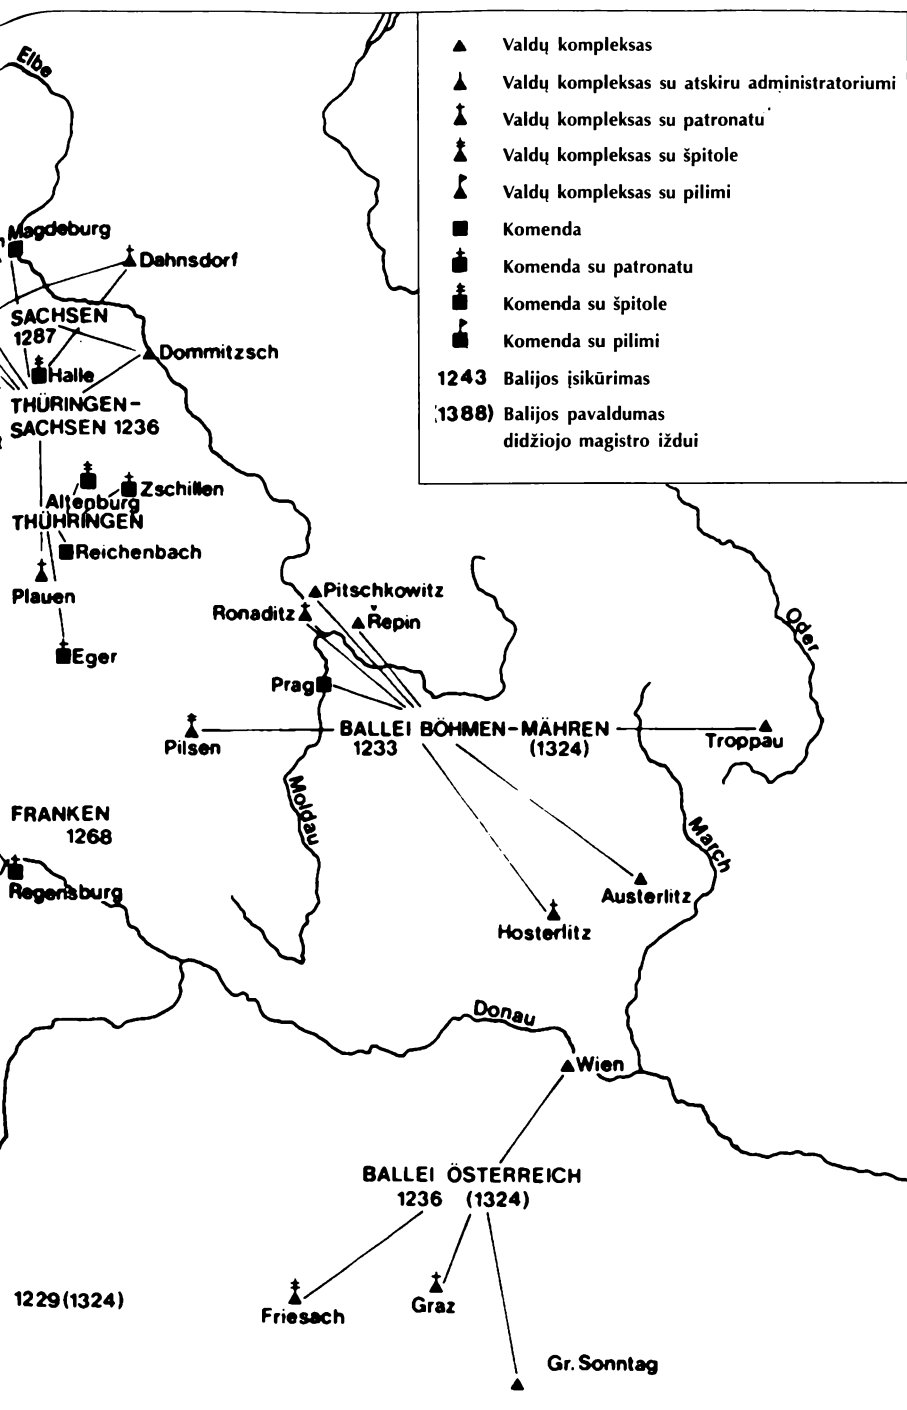 Elbe
Valdų kompleksas
Valdų kompleksas su atskiru administratoriumi
Valdų kompleksas su patronatu
Valdų kompleksas su špitole
Valdų kompleksas su pilimi
Komenda
Komenda su patronatu
Komenda su špitole
Komenda su pilimi
1243 Balijos įsikūrimas
(1388) Balijos pavaldumas
didžiojo magistro iždui
Magdeburg
Dahnsdorf
SACHSEN
1287
Dommitzsch
Halle
THÜRINGEN-
SACHSEN 1236
Zschillen
Altenburg
THÜHRINGEN
Reichenbach
Plauen
Pitschkowitz
Ronaditz
Řepin
Oder
Eger
Prag
BALLEI BÖHMEN-MÄHREN
1233 (1324)
Pilsen
Troppau
Moldau
FRANKEN
1268
March
Regensburg
Austerlitz
Hosterlitz
Donau
Wien
BALLEI ÖSTERREICH
1236 (1324)
1229 (1324)
Friesach
Graz
Gr. Sonntag